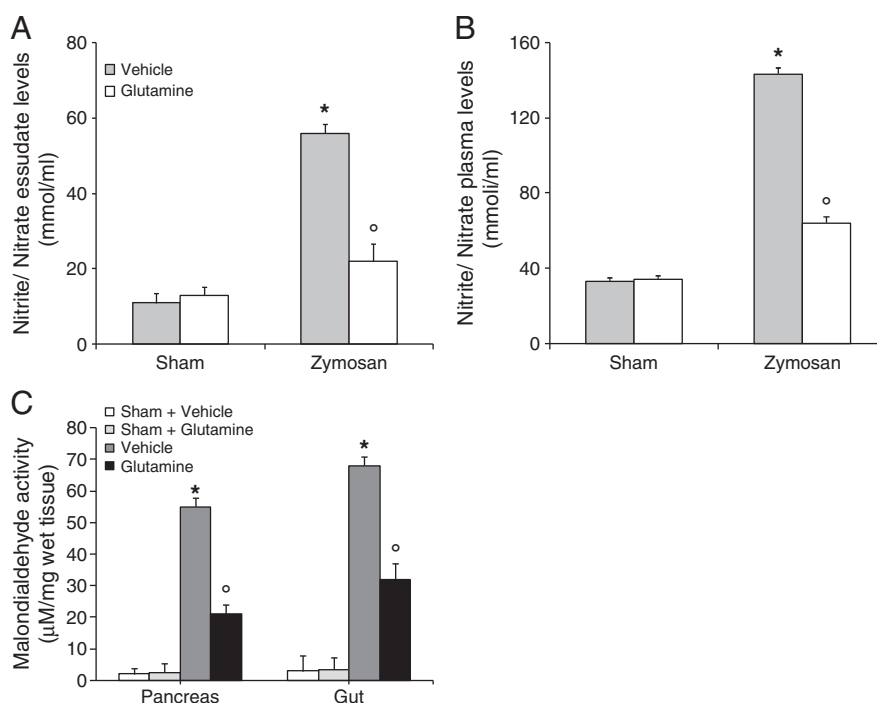 A
Nitrite/ Nitrate essudate levels
(mmol/ml)
80
60
40
20
0
Vehicle
Glutamine
*
°
Sham
Zymosan
B
Nitrite/ Nitrate plasma levels
(mmoli/ml)
160
120
80
40
0
*
°
Sham
Zymosan
C
Malondialdehyde activity
(µM/mg wet tissue)
80
70
60
50
40
30
20
10
0
Sham + Vehicle
Sham + Glutamine
Vehicle
Glutamine
*
°
*
°
Pancreas
Gut